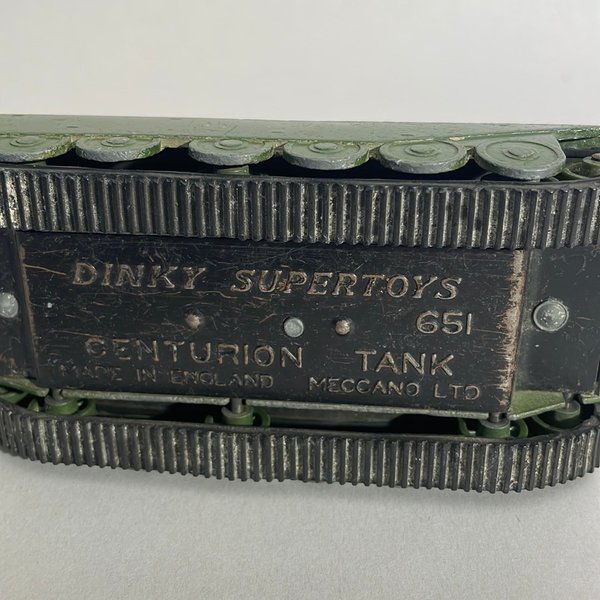 DINKY SUPERTOYS
651
CENTURION TANK
MADE IN ENGLAND MECCANO LTD